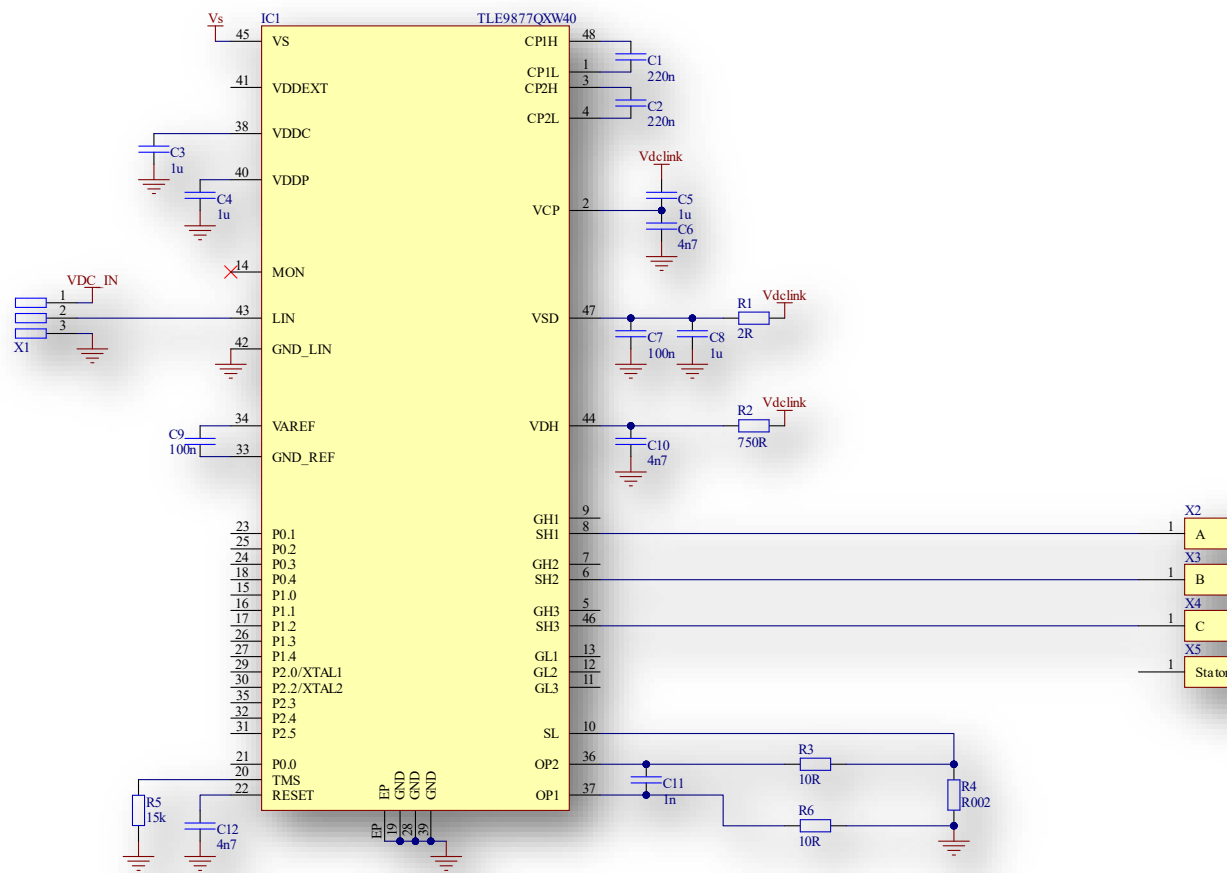 Vs
IC1
TLE9877QXW40
45
VS
41
VDDEXT
38
VDDC
C3
1u
40
VDDP
C4
1u
14
MON
VDC_IN
1
2
3
X1
43
LIN
42
GND_LIN
34
VAREF
C9
100n
33
GND_REF
23
P0.1
25
P0.2
24
P0.3
18
P0.4
15
P1.0
16
P1.1
17
P1.2
26
P1.3
27
P1.4
29
P2.0/XTAL1
30
P2.2/XTAL2
35
P2.3
32
P2.4
31
P2.5
21
P0.0
20
TMS
22
RESET
R5
15k
C12
4n7
EP
GND
GND
GND
EP
19
28
39
CP1H
48
C1
220n
CP1L
1
CP2H
3
C2
220n
CP2L
4
Vdclink
C5
1u
VCP
2
C6
4n7
VSD
47
C7
100n
C8
1u
R1
2R
Vdclink
VDH
44
C10
4n7
R2
750R
Vdclink
GH1
9
SH1
8
GH2
7
SH2
6
GH3
5
SH3
46
GL1
13
GL2
12
GL3
11
SL
10
OP2
36
OP1
37
C11
1n
R3
10R
R6
10R
R4
R002
X2
1
A
X3
1
B
X4
1
C
X5
1
Stator